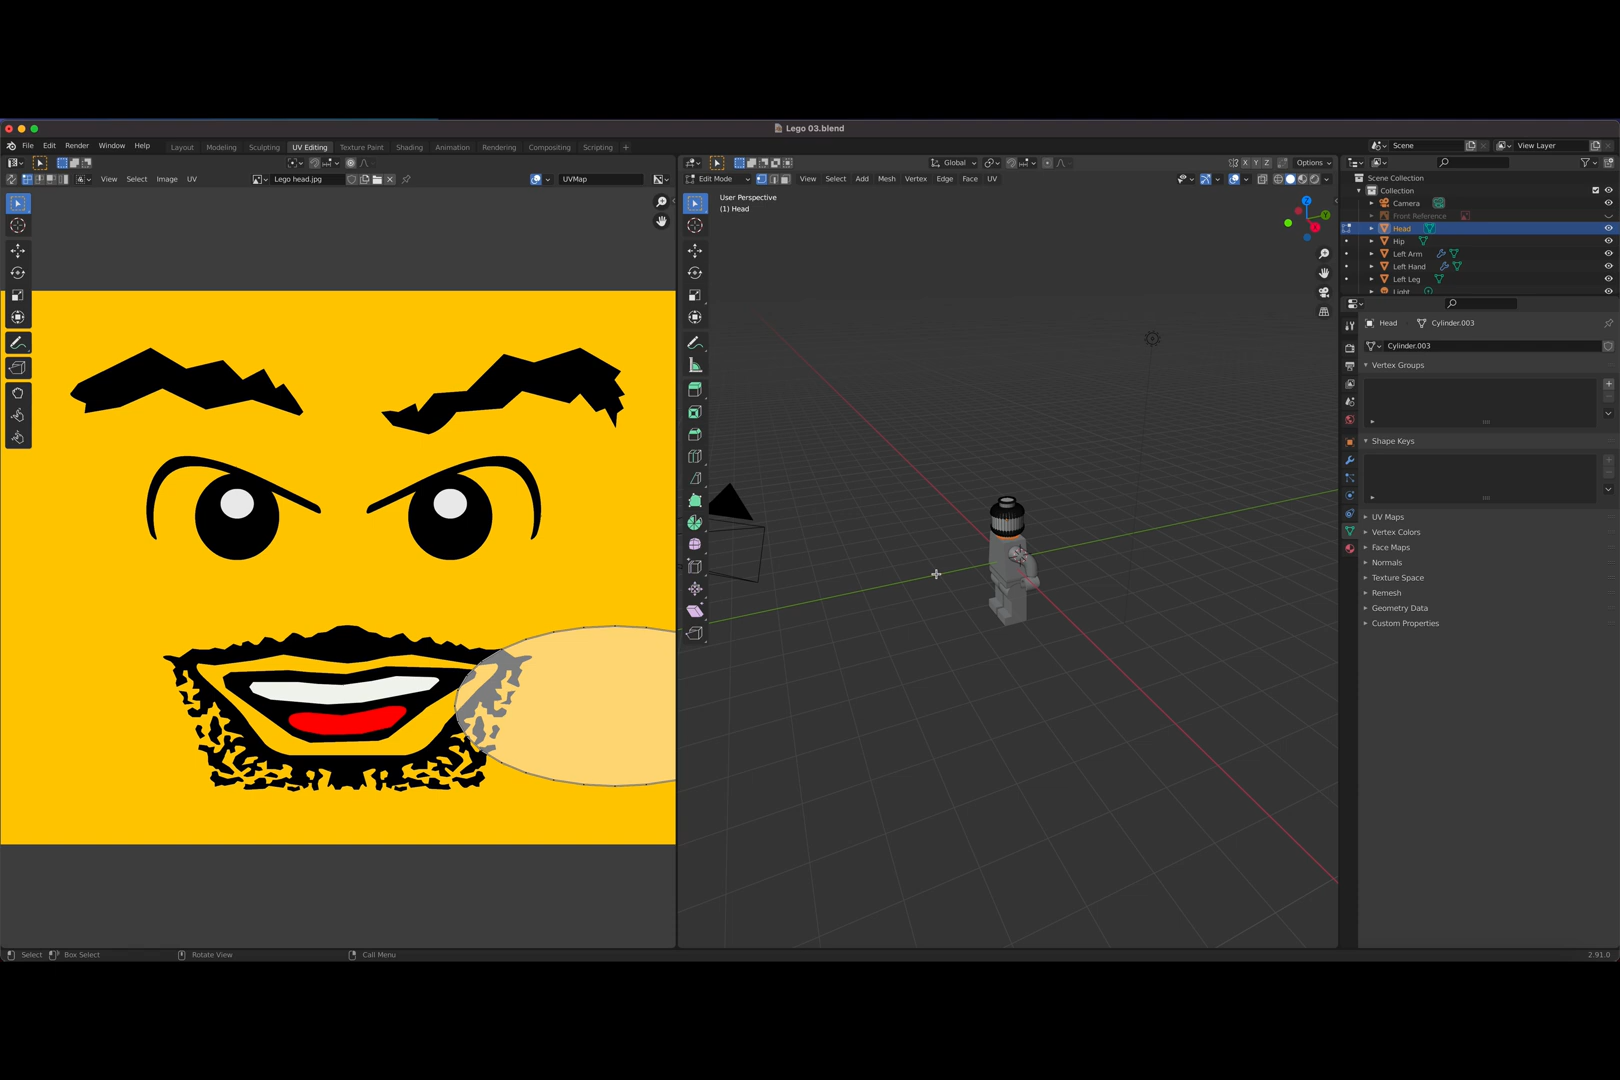 Lego 03.blend
File Edit Render Window Help
Layout Modeling Sculpting UV Editing Texture Paint Shading Animation Rendering Compositing Scripting +
Scene View Layer
Global Options
X Y Z
View Select Image UV Lego head.jpg UVMap
Edit Mode View Select Add Mesh Vertex Edge Face UV
User Perspective
(1) Head
Z
Y
X
Scene Collection
Collection
Camera
Front Reference
Head
Hip
Left Arm
Left Hand
Left Leg
Light
Head Cylinder.003
Cylinder.003
Vertex Groups
Shape Keys
UV Maps
Vertex Colors
Face Maps
Normals
Texture Space
Remesh
Geometry Data
Custom Properties
Select Box Select Rotate View Call Menu 2.91.0